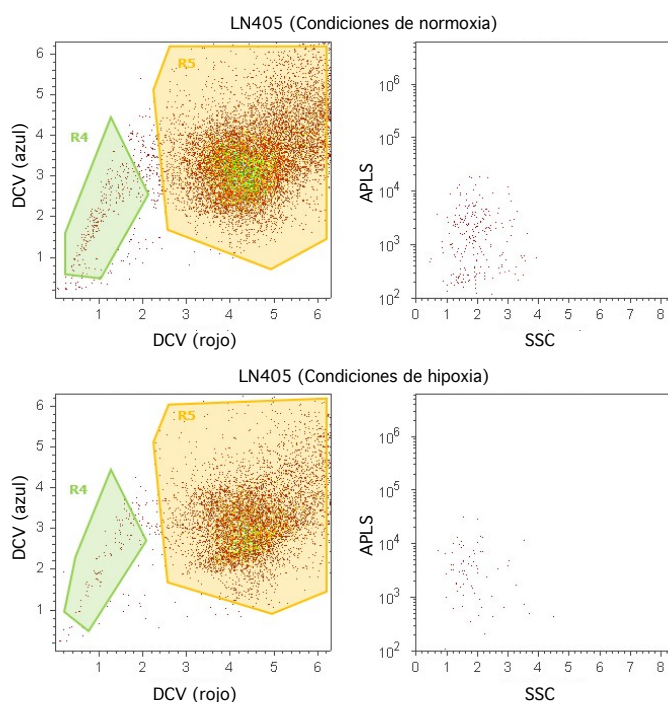 LN405 (Condiciones de normoxia)
6
5
4
3
2
1
DCV (azul)
R4
R5
1 2 3 4 5 6
DCV (rojo)
10^6
10^5
10^4
10^3
10^2
APLS
0 1 2 3 4 5 6 7 8
SSC
LN405 (Condiciones de hipoxia)
6
5
4
3
2
1
DCV (azul)
R4
R5
1 2 3 4 5 6
DCV (rojo)
10^6
10^5
10^4
10^3
10^2
APLS
0 1 2 3 4 5 6 7 8
SSC